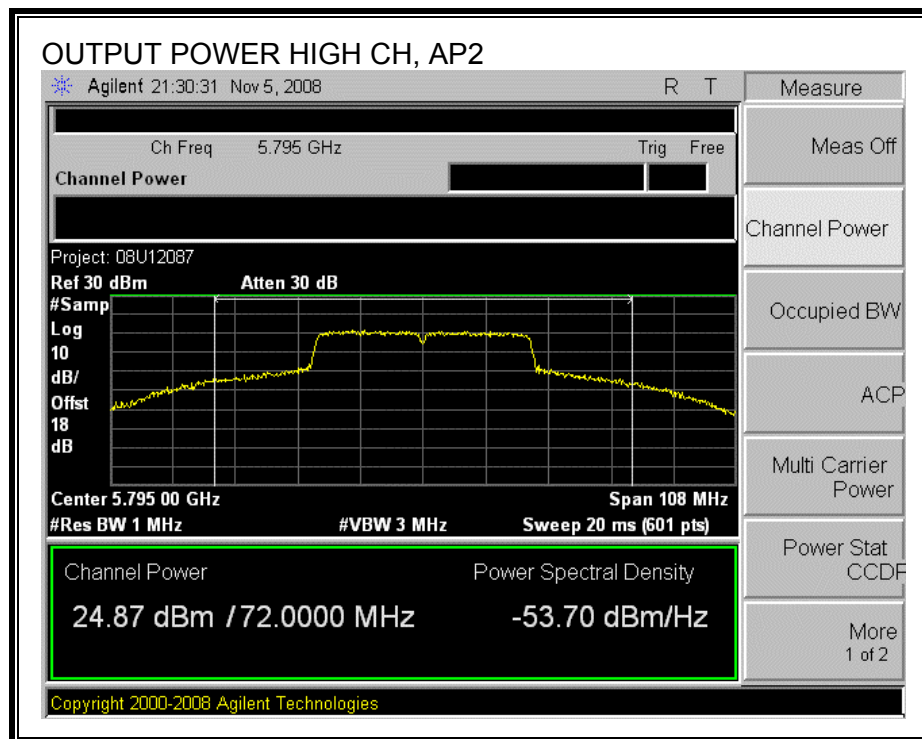 OUTPUT POWER HIGH CH, AP2
Agilent 21:30:31 Nov 5, 2008 R T
Measure
Ch Freq 5.795 GHz Trig Free
Channel Power
Meas Off
Channel Power
Project: 08U12087
Ref 30 dBm Atten 30 dB
#Samp
Log
10
dB/
Offst
18
dB
Occupied BW
ACP
Multi Carrier
Power
Center 5.795 00 GHz Span 108 MHz
#Res BW 1 MHz #VBW 3 MHz Sweep 20 ms (601 pts)
Channel Power Power Spectral Density
24.87 dBm / 72.0000 MHz -53.70 dBm/Hz
Power Stat
CCDF
More
1 of 2
Copyright 2000-2008 Agilent Technologies